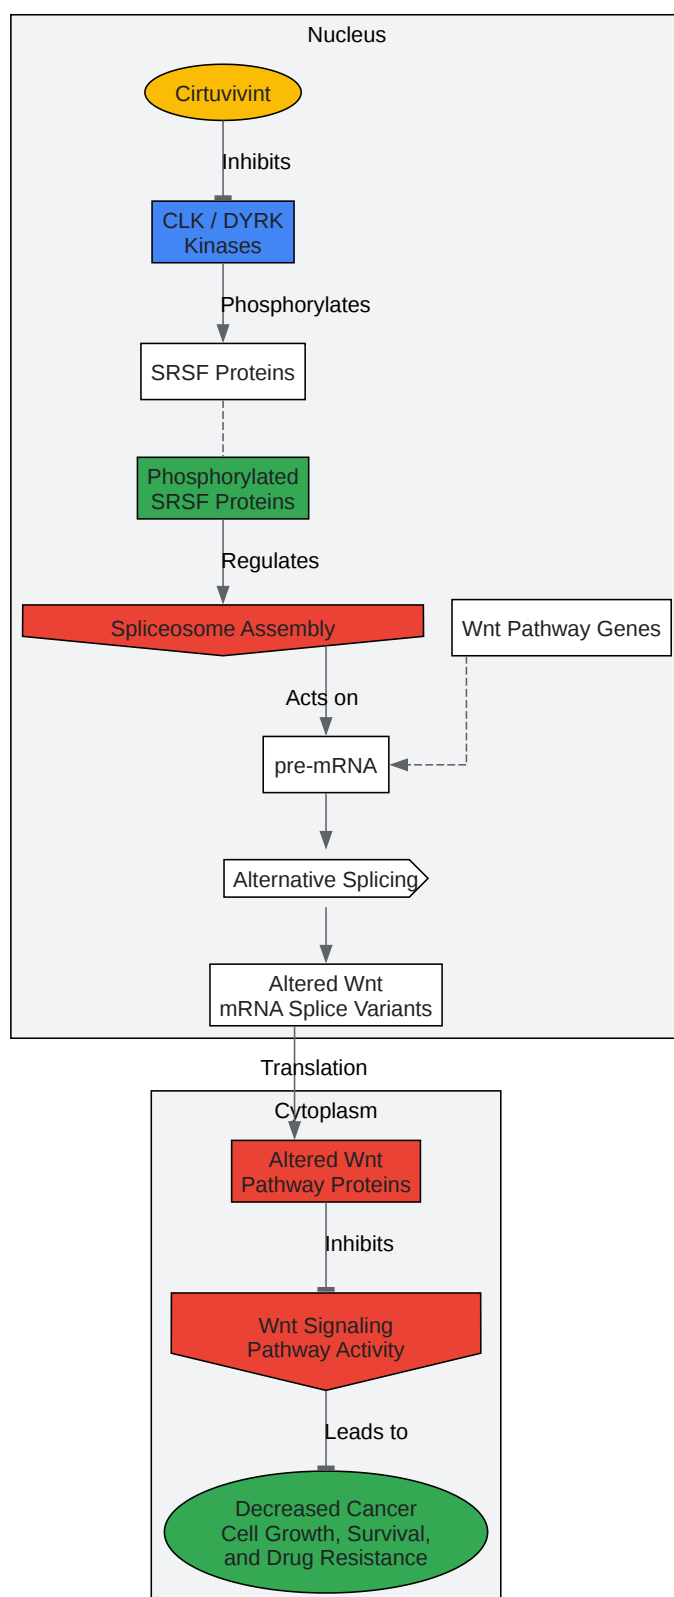 Nucleus
Cirtuvivint
Inhibits
CLK / DYRK
Kinases
Phosphorylates
SRSF Proteins
Phosphorylated
SRSF Proteins
Regulates
Spliceosome Assembly
Wnt Pathway Genes
Acts on
pre-mRNA
Alternative Splicing
Altered Wnt
mRNA Splice Variants
Translation
Cytoplasm
Altered Wnt
Pathway Proteins
Inhibits
Wnt Signaling
Pathway Activity
Leads to
Decreased Cancer
Cell Growth, Survival,
and Drug Resistance